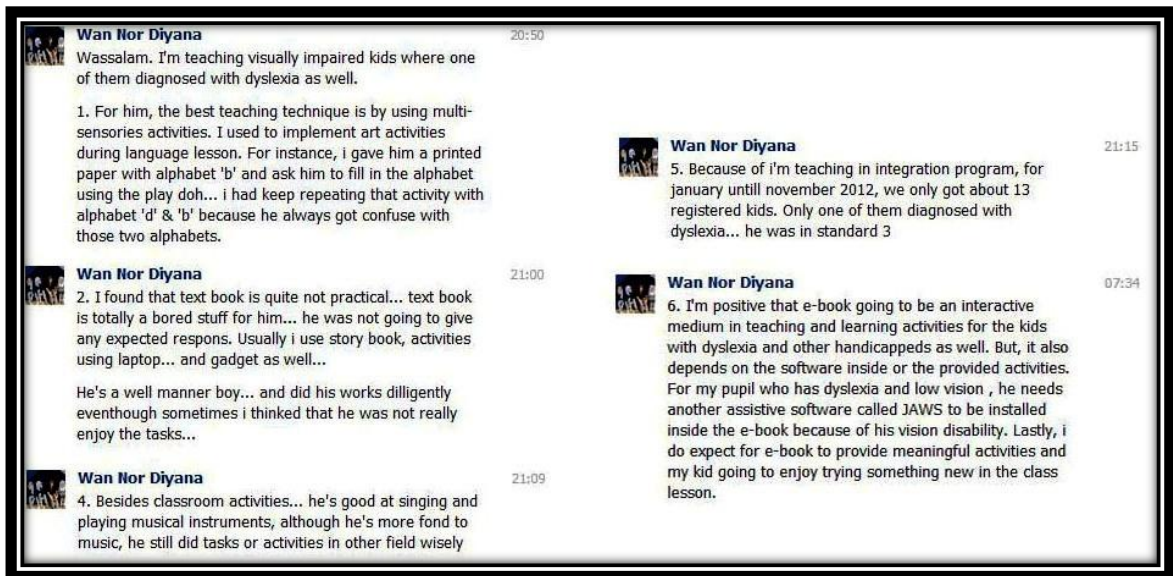 Wan Nor Diyana 20:50
Wassalam. I'm teaching visually impaired kids where one
of them diagnosed with dyslexia as well.
1. For him, the best teaching technique is by using multi-
sensories activities. I used to implement art activities
during language lesson. For instance, i gave him a printed
paper with alphabet 'b' and ask him to fill in the alphabet
using the play doh... i had keep repeating that activity with
alphabet 'd' & 'b' because he always got confuse with
those two alphabets.
Wan Nor Diyana 21:00
2. I found that text book is quite not practical... text book
is totally a bored stuff for him... he was not going to give
any expected respons. Usually i use story book, activities
using laptop... and gadget as well...
He's a well manner boy... and did his works dilligently
eventhough sometimes i thinked that he was not really
enjoy the tasks...
Wan Nor Diyana 21:09
4. Besides classroom activities... he's good at singing and
playing musical instruments, although he's more fond to
music, he still did tasks or activities in other field wisely
Wan Nor Diyana 21:15
5. Because of i'm teaching in integration program, for
january untill november 2012, we only got about 13
registered kids. Only one of them diagnosed with
dyslexia... he was in standard 3
Wan Nor Diyana 07:34
6. I'm positive that e-book going to be an interactive
medium in teaching and learning activities for the kids
with dyslexia and other handicappeds as well. But, it also
depends on the software inside or the provided activities.
For my pupil who has dyslexia and low vision , he needs
another assistive software called JAWS to be installed
inside the e-book because of his vision disability. Lastly, i
do expect for e-book to provide meaningful activities and
my kid going to enjoy trying something new in the class
lesson.